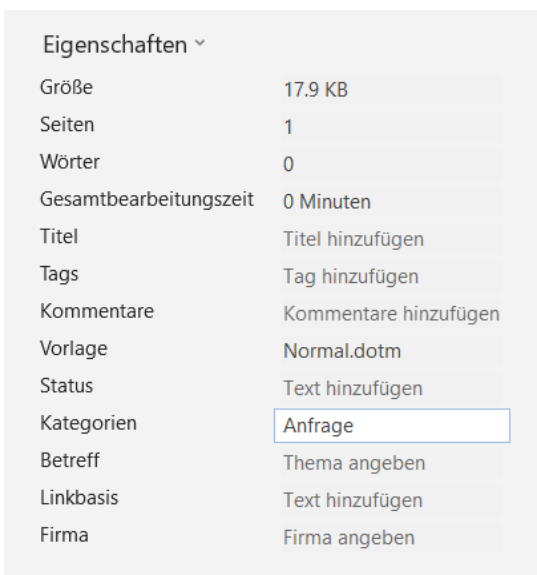 Eigenschaften
Größe 17.9 KB
Seiten 1
Wörter 0
Gesamtbearbeitungszeit 0 Minuten
Titel Titel hinzufügen
Tags Tag hinzufügen
Kommentare Kommentare hinzufügen
Vorlage Normal.dotm
Status Text hinzufügen
Kategorien Anfrage
Betreff Thema angeben
Linkbasis Text hinzufügen
Firma Firma angeben